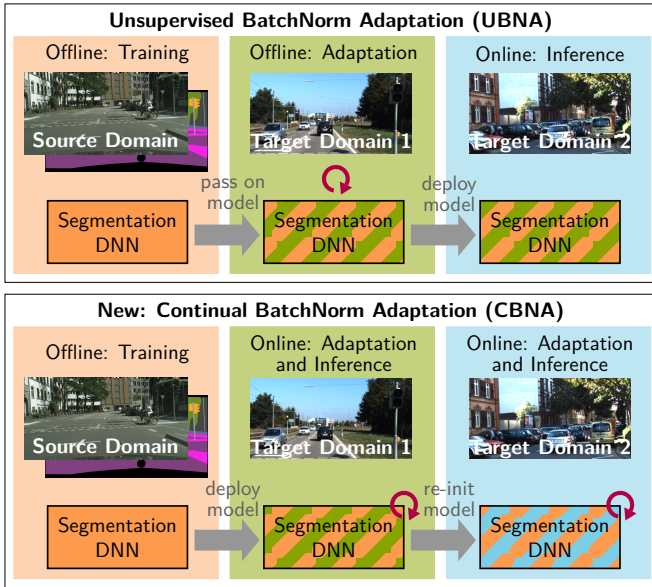 Unsupervised BatchNorm Adaptation (UBNA)
Offline: Training
Offline: Adaptation
Online: Inference
Source Domain
Target Domain 1
Target Domain 2
pass on
model
deploy
model
Segmentation
DNN
Segmentation
DNN
Segmentation
DNN
New: Continual BatchNorm Adaptation (CBNA)
Offline: Training
Online: Adaptation
and Inference
Online: Adaptation
and Inference
Source Domain
Target Domain 1
Target Domain 2
deploy
model
re-init
model
Segmentation
DNN
Segmentation
DNN
Segmentation
DNN